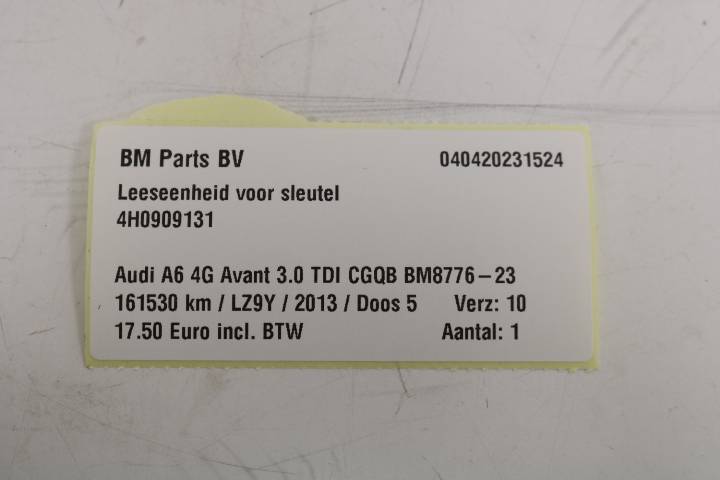 BM Parts BV 040420231524
Leeseenheid voor sleutel
4H0909131
Audi A6 4G Avant 3.0 TDI CGQB BM8776-23
161530 km / LZ9Y / 2013 / Doos 5 Verz: 10
17.50 Euro incl. BTW Aantal: 1